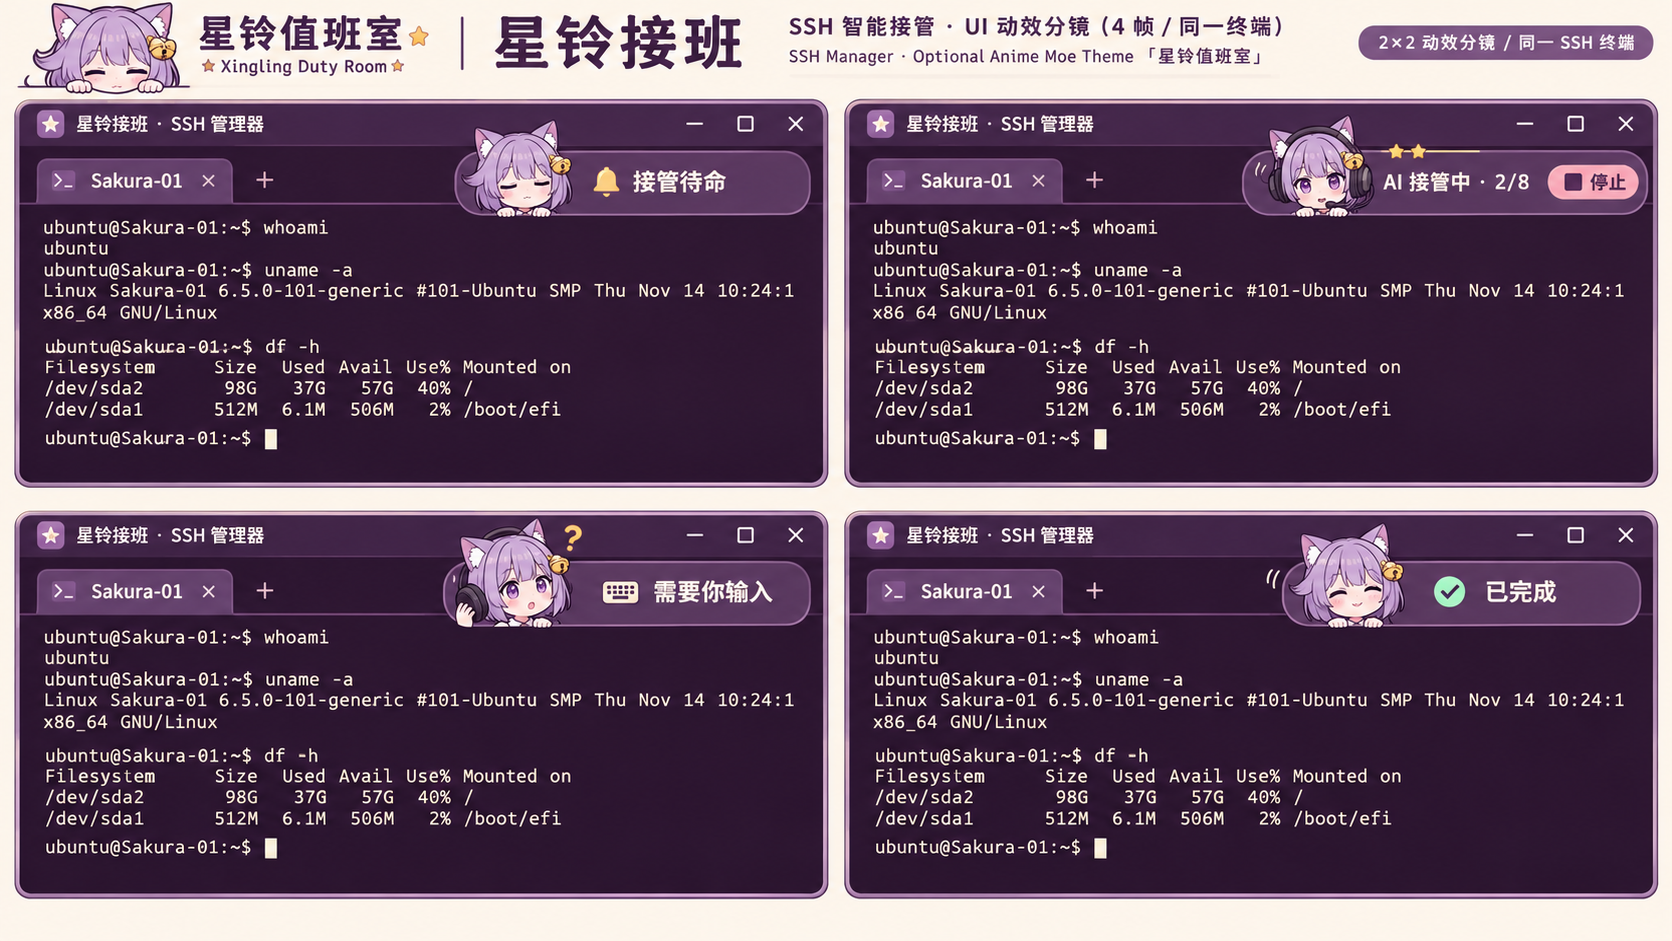 星铃值班室
Xingling Duty Room
星铃接班
SSH 智能接管 · UI 动效分镜 (4 帧 / 同一终端)
SSH Manager · Optional Anime Moe Theme 「星铃值班室」
2×2 动效分镜 / 同一 SSH 终端
星铃接班 · SSH 管理器
Sakura-01
接管待命
ubuntu@Sakura-01:~$ whoami
ubuntu
ubuntu@Sakura-01:~$ uname -a
Linux Sakura-01 6.5.0-101-generic #101-Ubuntu SMP Thu Nov 14 10:24:1
x86_64 GNU/Linux
ubuntu@Sakura-01:~$ df -h
Filesystem Size Used Avail Use% Mounted on
/dev/sda2 98G 37G 57G 40% /
/dev/sda1 512M 6.1M 506M 2% /boot/efi
ubuntu@Sakura-01:~$
星铃接班 · SSH 管理器
Sakura-01
AI 接管中 · 2/8
停止
ubuntu@Sakura-01:~$ whoami
ubuntu
ubuntu@Sakura-01:~$ uname -a
Linux Sakura-01 6.5.0-101-generic #101-Ubuntu SMP Thu Nov 14 10:24:1
x86_64 GNU/Linux
ubuntu@Sakura-01:~$ df -h
Filesystem Size Used Avail Use% Mounted on
/dev/sda2 98G 37G 57G 40% /
/dev/sda1 512M 6.1M 506M 2% /boot/efi
ubuntu@Sakura-01:~$
星铃接班 · SSH 管理器
?
Sakura-01
需要你输入
ubuntu@Sakura-01:~$ whoami
ubuntu
ubuntu@Sakura-01:~$ uname -a
Linux Sakura-01 6.5.0-101-generic #101-Ubuntu SMP Thu Nov 14 10:24:1
x86_64 GNU/Linux
ubuntu@Sakura-01:~$ df -h
Filesystem Size Used Avail Use% Mounted on
/dev/sda2 98G 37G 57G 40% /
/dev/sda1 512M 6.1M 506M 2% /boot/efi
ubuntu@Sakura-01:~$
星铃接班 · SSH 管理器
Sakura-01
已完成
ubuntu@Sakura-01:~$ whoami
ubuntu
ubuntu@Sakura-01:~$ uname -a
Linux Sakura-01 6.5.0-101-generic #101-Ubuntu SMP Thu Nov 14 10:24:1
x86_64 GNU/Linux
ubuntu@Sakura-01:~$ df -h
Filesystem Size Used Avail Use% Mounted on
/dev/sda2 98G 37G 57G 40% /
/dev/sda1 512M 6.1M 506M 2% /boot/efi
ubuntu@Sakura-01:~$